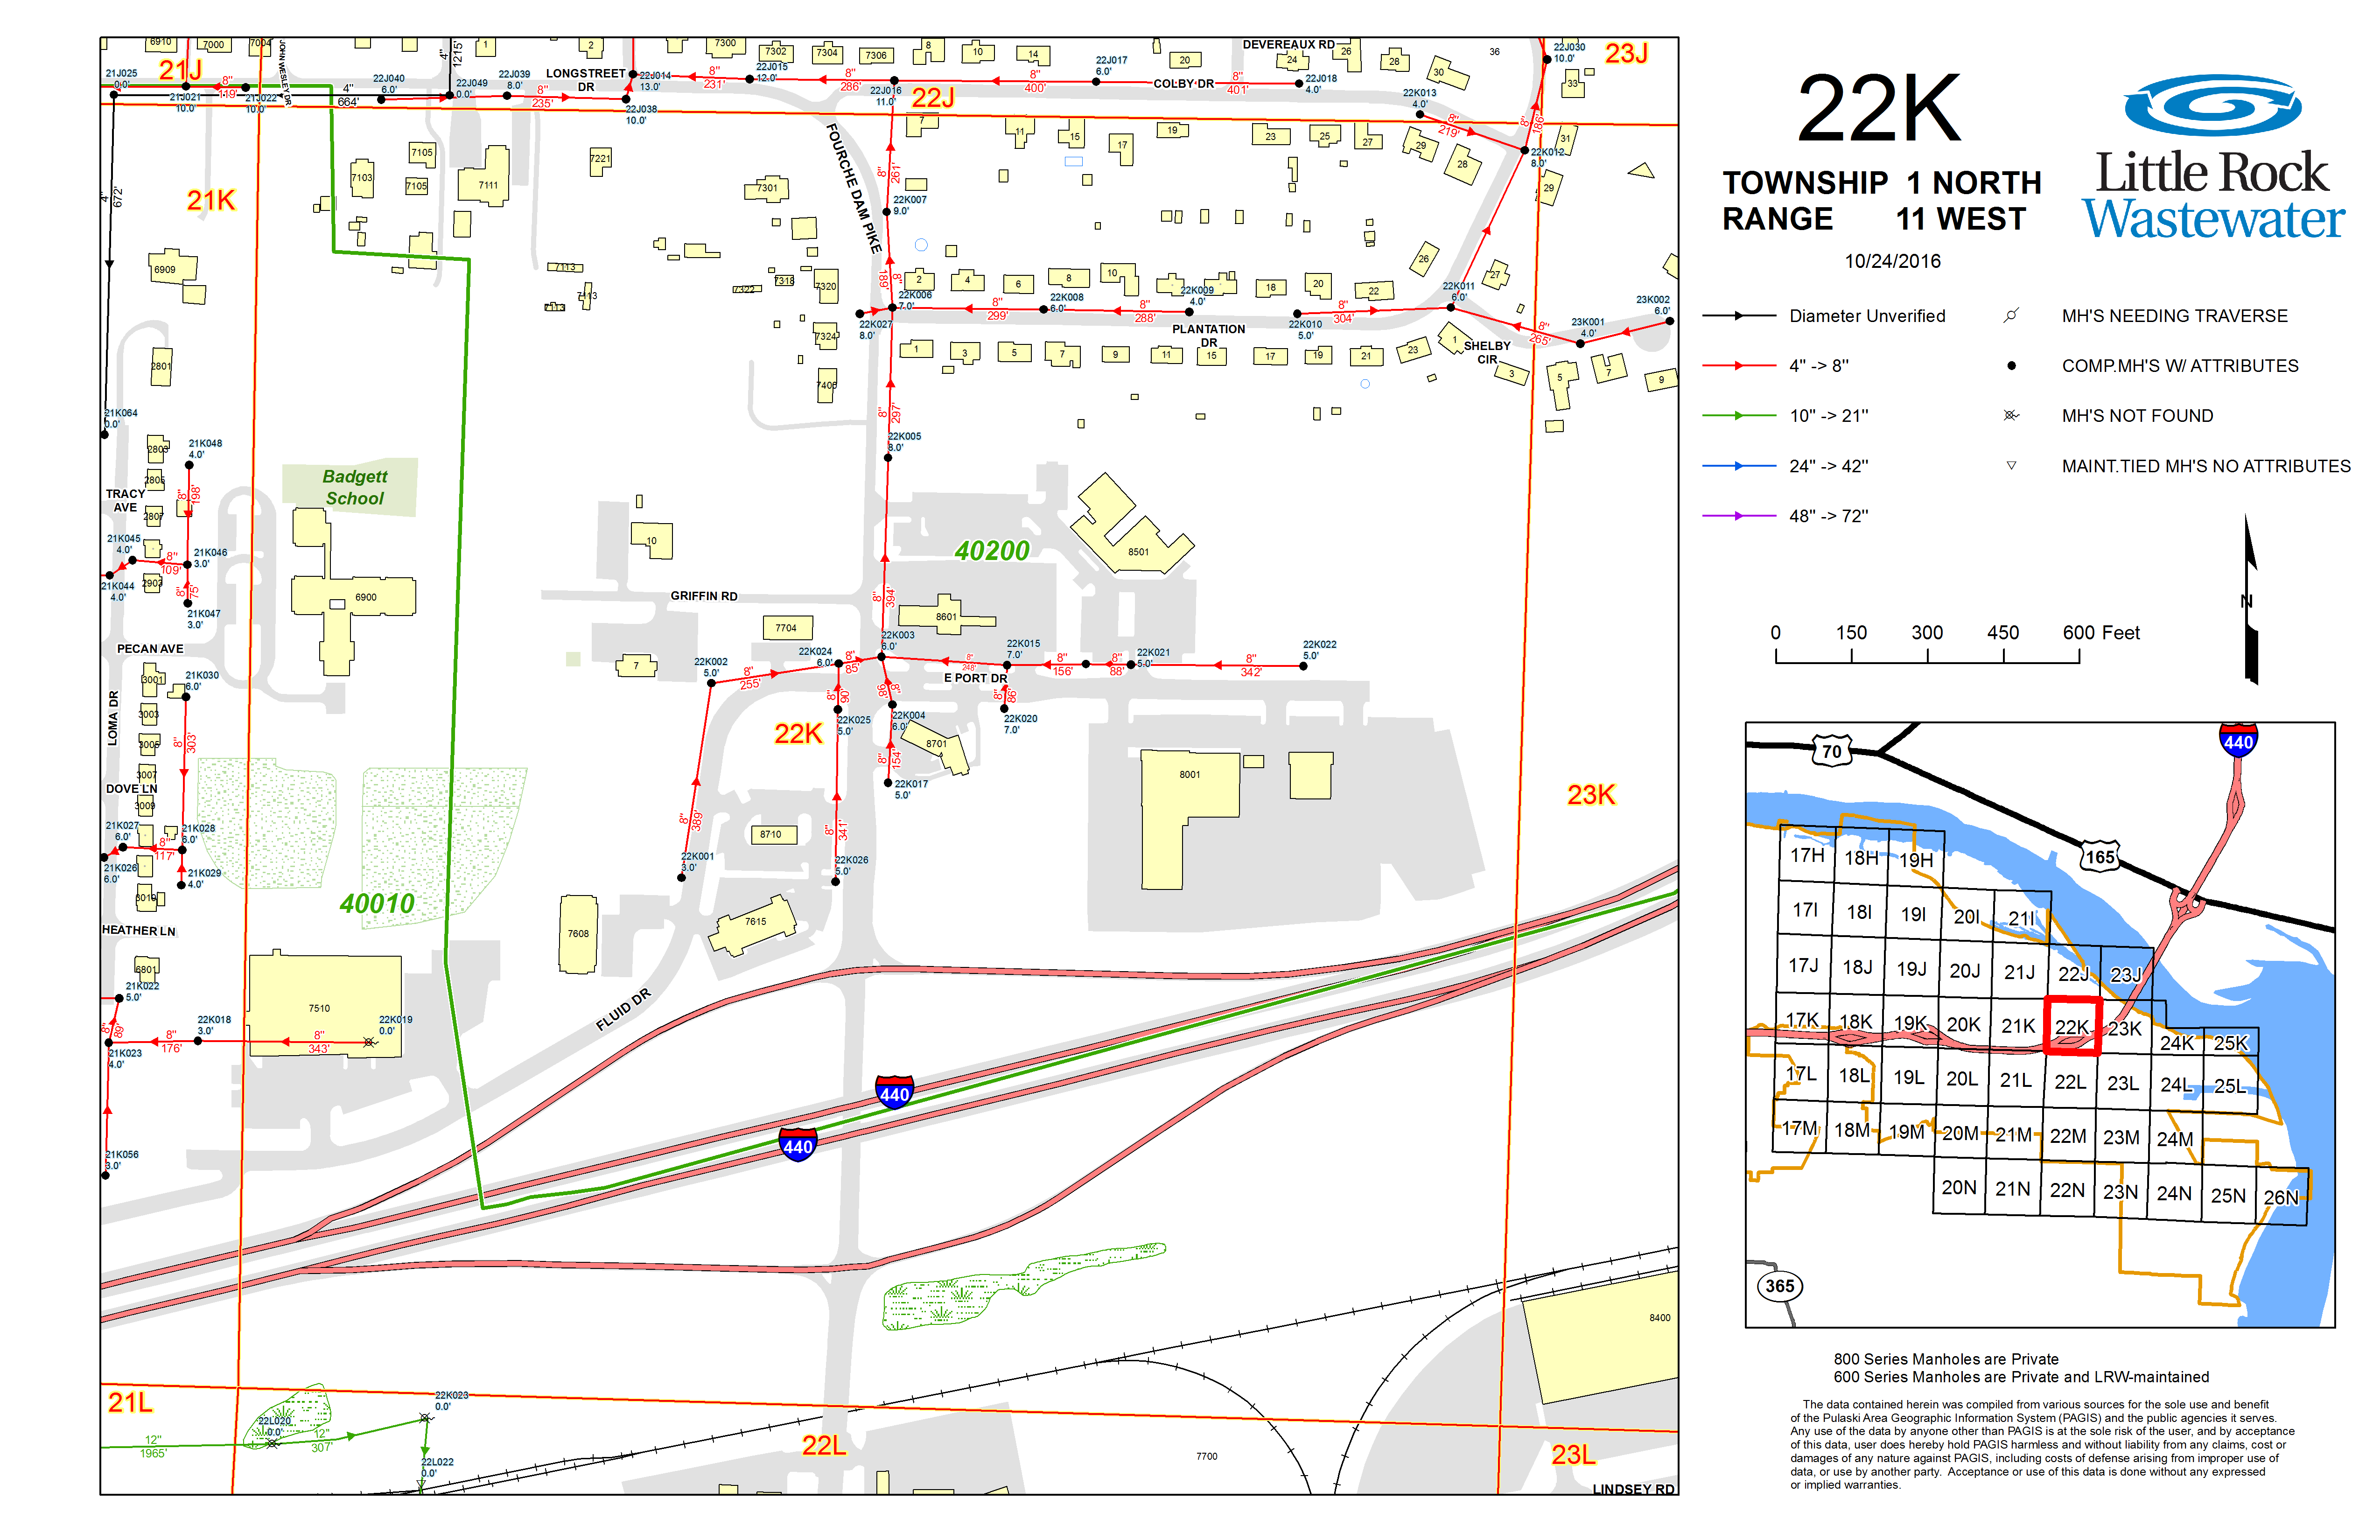 22K
TOWNSHIP 1 NORTH
RANGE 11 WEST
10/24/2016
Little Rock
Wastewater
Diameter Unverified
4" -> 8"
10" -> 21"
24" -> 42"
48" -> 72"
MH'S NEEDING TRAVERSE
COMP.MH'S W/ ATTRIBUTES
MH'S NOT FOUND
MAINT.TIED MH'S NO ATTRIBUTES
N
0 150 300 450 600 Feet
440
70
165
17H 18H 19H
17I 18I 19I 20I 21I
17J 18J 19J 20J 21J 22J 23J
17K 18K 19K 20K 21K 22K 23K
24K 25K
17L 18L 19L 20L 21L 22L 23L 24L 25L
17M 18M 19M 20M 21M 22M 23M 24M
20N 21N 22N 23N 24N 25N 26N
365
800 Series Manholes are Private
600 Series Manholes are Private and LRW-maintained
The data contained herein was compiled from various sources for the sole use and benefit
of the Pulaski Area Geographic Information System (PAGIS) and the public agencies it serves.
Any use of the data by anyone other than PAGIS is at the sole risk of the user, and by acceptance
of this data, user does hereby hold PAGIS harmless and without liability from any claims, cost or
damages of any nature against PAGIS, including costs of defense arising from improper use of
data, or use by another party. Acceptance or use of this data is done without any expressed
or implied warranties.
6910 7000 7004
JOHN WESLEY DR
4" 1215'
1 2 7300 7302 7304 7306 8 10 14 20
DEVEREAUX RD
24 26 28 30 36 33
22J030
10.0'
23J
21J025
0.0'
21J
8"
119'
21J021
10.0'
21J022
10.0'
4"
664'
22J040
6.0'
22J049
0.0'
22J039
8.0'
8"
235'
LONGSTREET
DR
22J014
13.0'
22J038
10.0'
8"
231'
22J015
12.0'
8"
286'
22J016
11.0'
22J
8"
400'
22J017
6.0'
COLBY DR
8"
401'
22J018
4.0'
22K013
4.0'
8"
219'
8"
186'
22K012
8.0'
4"
672'
21K
7103 7105 7105 7111 7221 7301
FOURCHE DAM PIKE
8"
261'
22K007
9.0'
7 11 15 17 19 23 25 27 29 28 31 29
6909
7113
7113
7113
7322 7318 7320
189'
8"
22K006
7.0'
22K027
8.0'
7324
7406
2 4 6 8 10 18 20 22 26 27
8"
299'
22K008
6.0'
8"
288'
22K009
4.0'
PLANTATION
DR
22K010
5.0'
8"
304'
22K011
6.0'
8"
265'
23K001
4.0'
23K002
6.0'
SHELBY
CIR
1 3 5 7 9 11 15 17 19 21 23 1 3 5 7 9
2801
21K064
0.0'
8"
297'
22K005
8.0'
2803
2805
2807
2903
21K048
4.0'
8"
198'
TRACY
AVE
21K045
4.0'
8"
109'
21K046
3.0'
21K044
4.0'
8"
75'
21K047
3.0'
Badgett
School
6900
10
40200
8501
GRIFFIN RD
8"
394'
7704
8601
7
22K003
6.0'
22K024
6.0'
8"
85'
22K002
5.0'
8"
255'
8"
248'
22K015
7.0'
E PORT DR
8"
156'
8"
88'
22K021
5.0'
8"
342'
22K022
5.0'
8"
86'
22K020
7.0'
8"
90'
22K025
5.0'
8"
98'
22K004
6.0'
8701
8"
154'
22K017
5.0'
22K
8001
23K
PECAN AVE
3001
3003
3005
3007
3009
3010
LOMA DR
21K030
6.0'
8"
303'
DOVE LN
21K027
6.0'
8"
117'
21K028
6.0'
21K026
6.0'
21K029
4.0'
HEATHER LN
40010
8"
389'
22K001
8"
341'
22K026
5.0'
8710
7615
7608
FLUID DR
6801
21K022
5.0'
8"
89'
8"
176'
22K018
3.0'
7510
8"
343'
22K019
0.0'
21K023
4.0'
21K056
3.0'
440
440
8400
21L
22K023
0.0'
22L020
0.0'
12"
1965'
12"
307'
22L022
0.0'
22L
7700
23L
LINDSEY RD